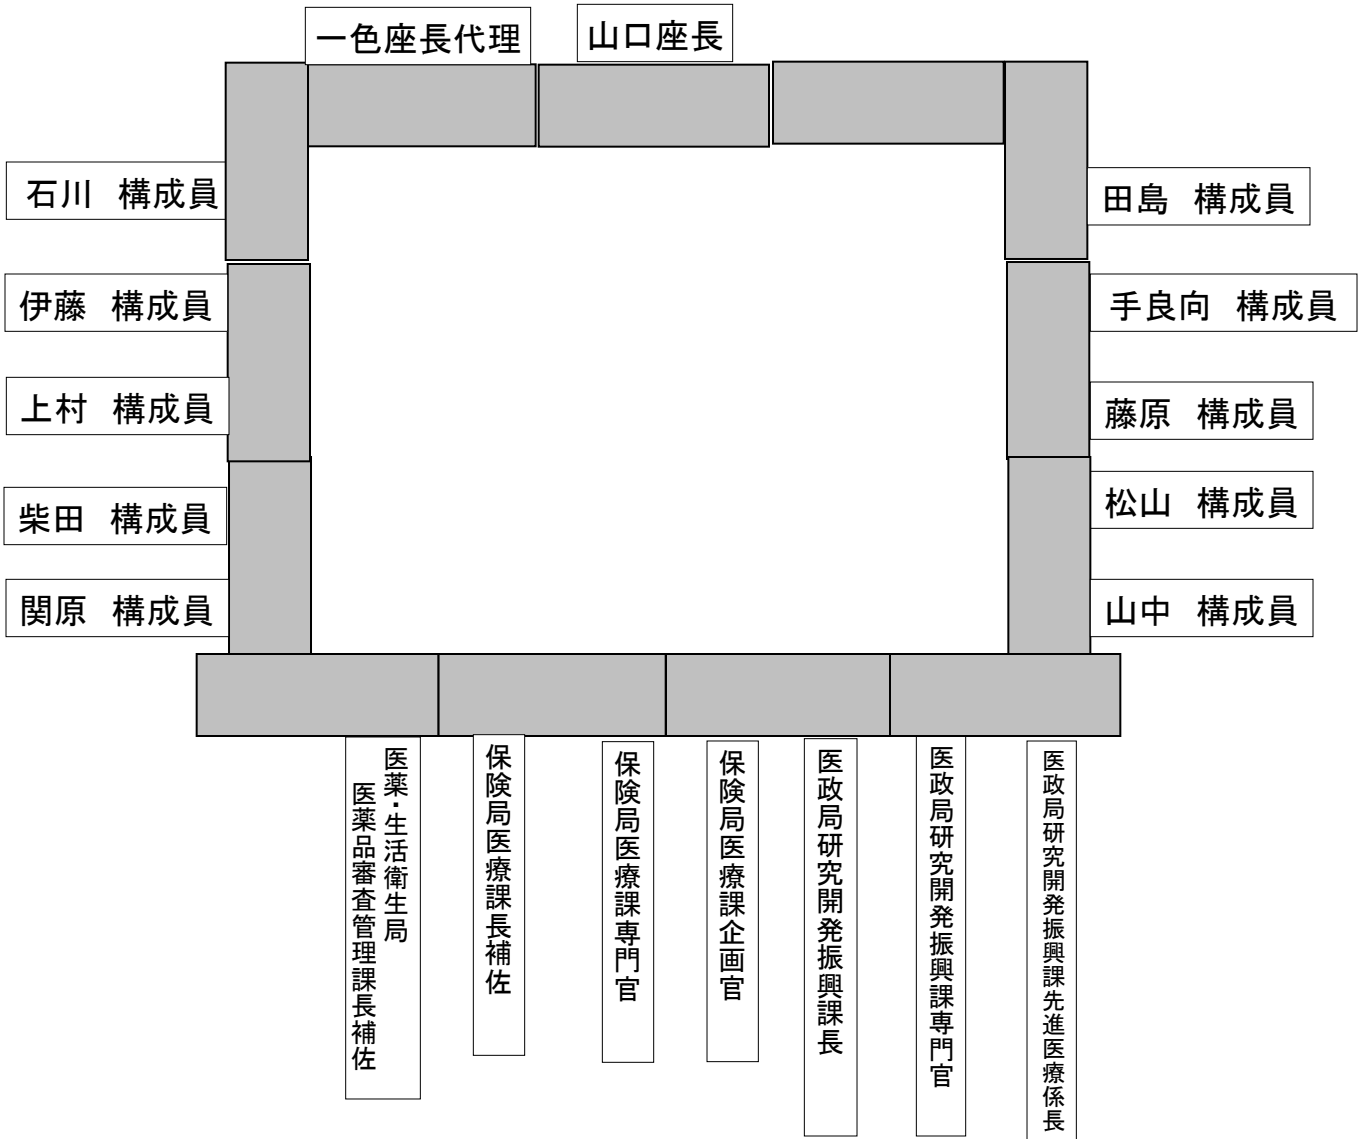 一色座長代理
山口座長
石川　構成員
伊藤　構成員
上村　構成員
柴田　構成員
関原　構成員
田島　構成員
手良向　構成員
藤原　構成員
松山　構成員
山中　構成員
医薬・生活衛生局
医薬品審査管理課長補佐
保険局医療課長補佐
保険局医療課専門官
保険局医療課企画官
医政局研究開発振興課長
医政局研究開発振興課専門官
医政局研究開発振興課先進医療係長